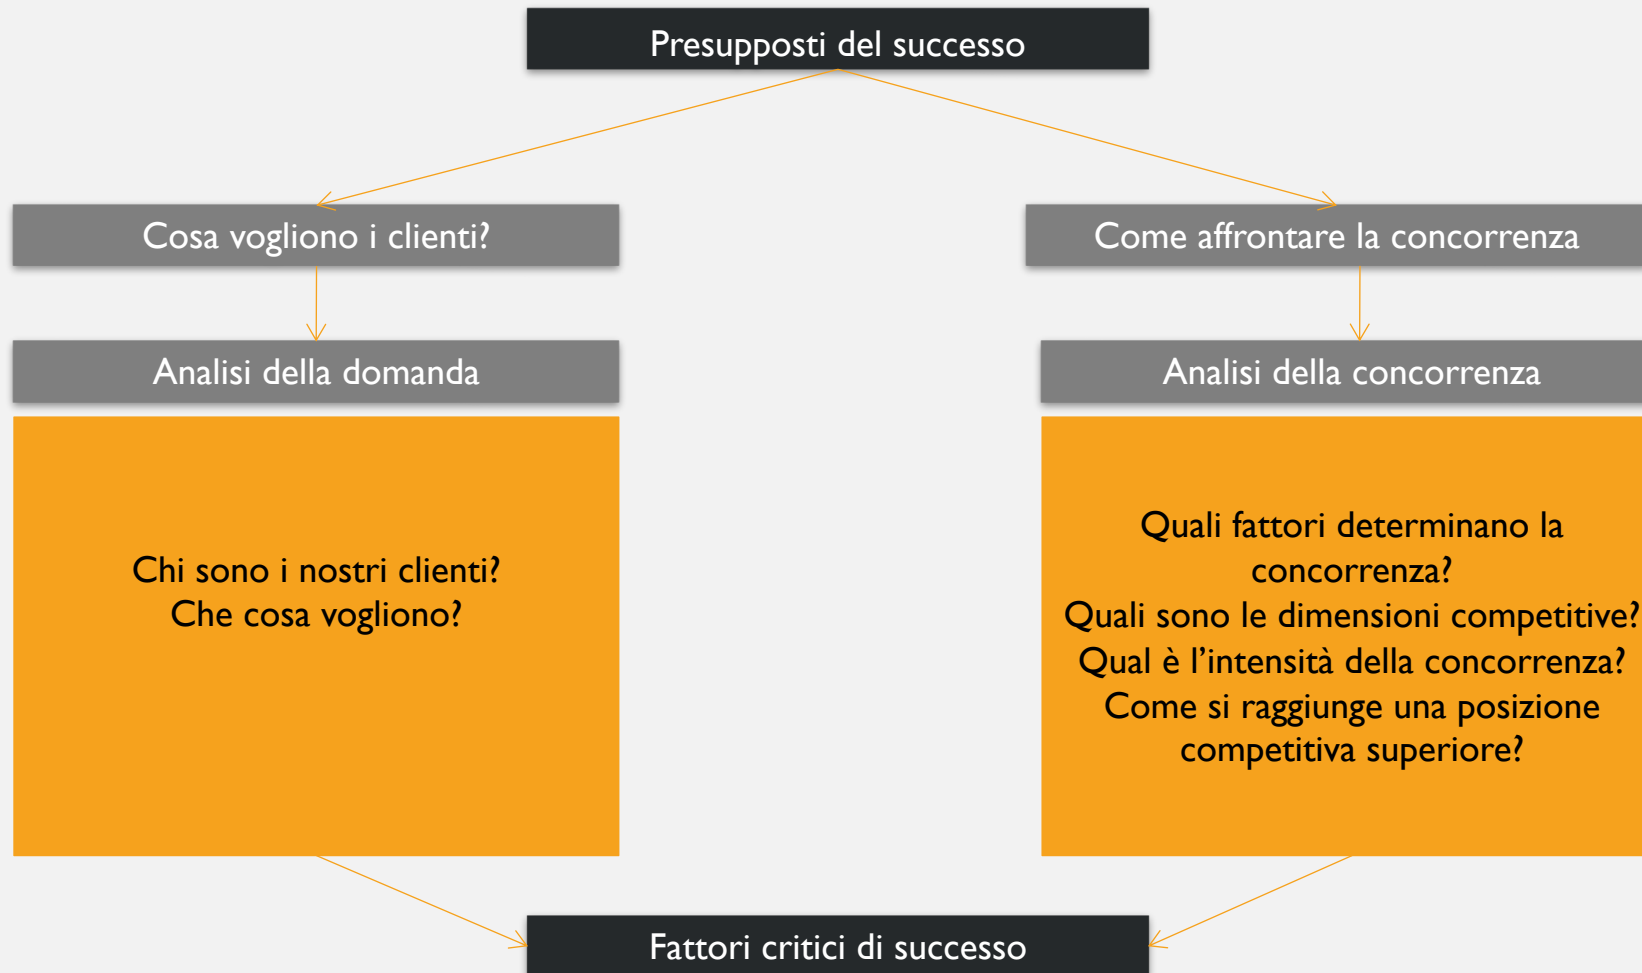 Presupposti del successo
Cosa vogliono i clienti?
Come affrontare la concorrenza
Analisi della domanda
Analisi della concorrenza
Chi sono i nostri clienti?
Che cosa vogliono?
Quali fattori determinano la
concorrenza?
Quali sono le dimensioni competitive?
Qual è l’intensità della concorrenza?
Come si raggiunge una posizione
competitiva superiore?
Fattori critici di successo